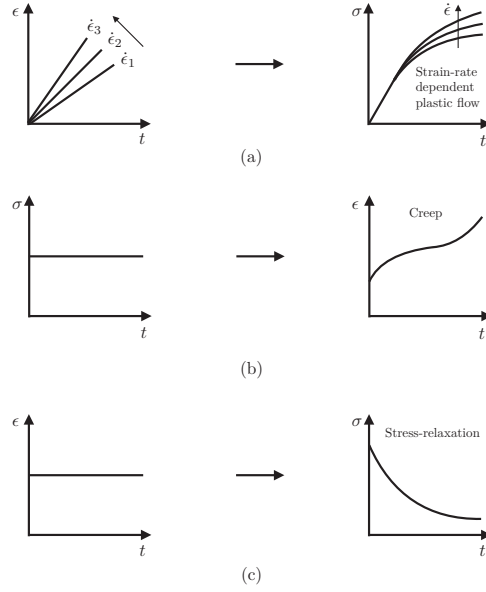 ϵ
ϵ̇₃
ϵ̇₂
ϵ̇₁
t
σ
ϵ̇
Strain-rate
dependent
plastic flow
t
(a)
σ
t
ϵ
Creep
t
(b)
ϵ
t
σ
Stress-relaxation
t
(c)